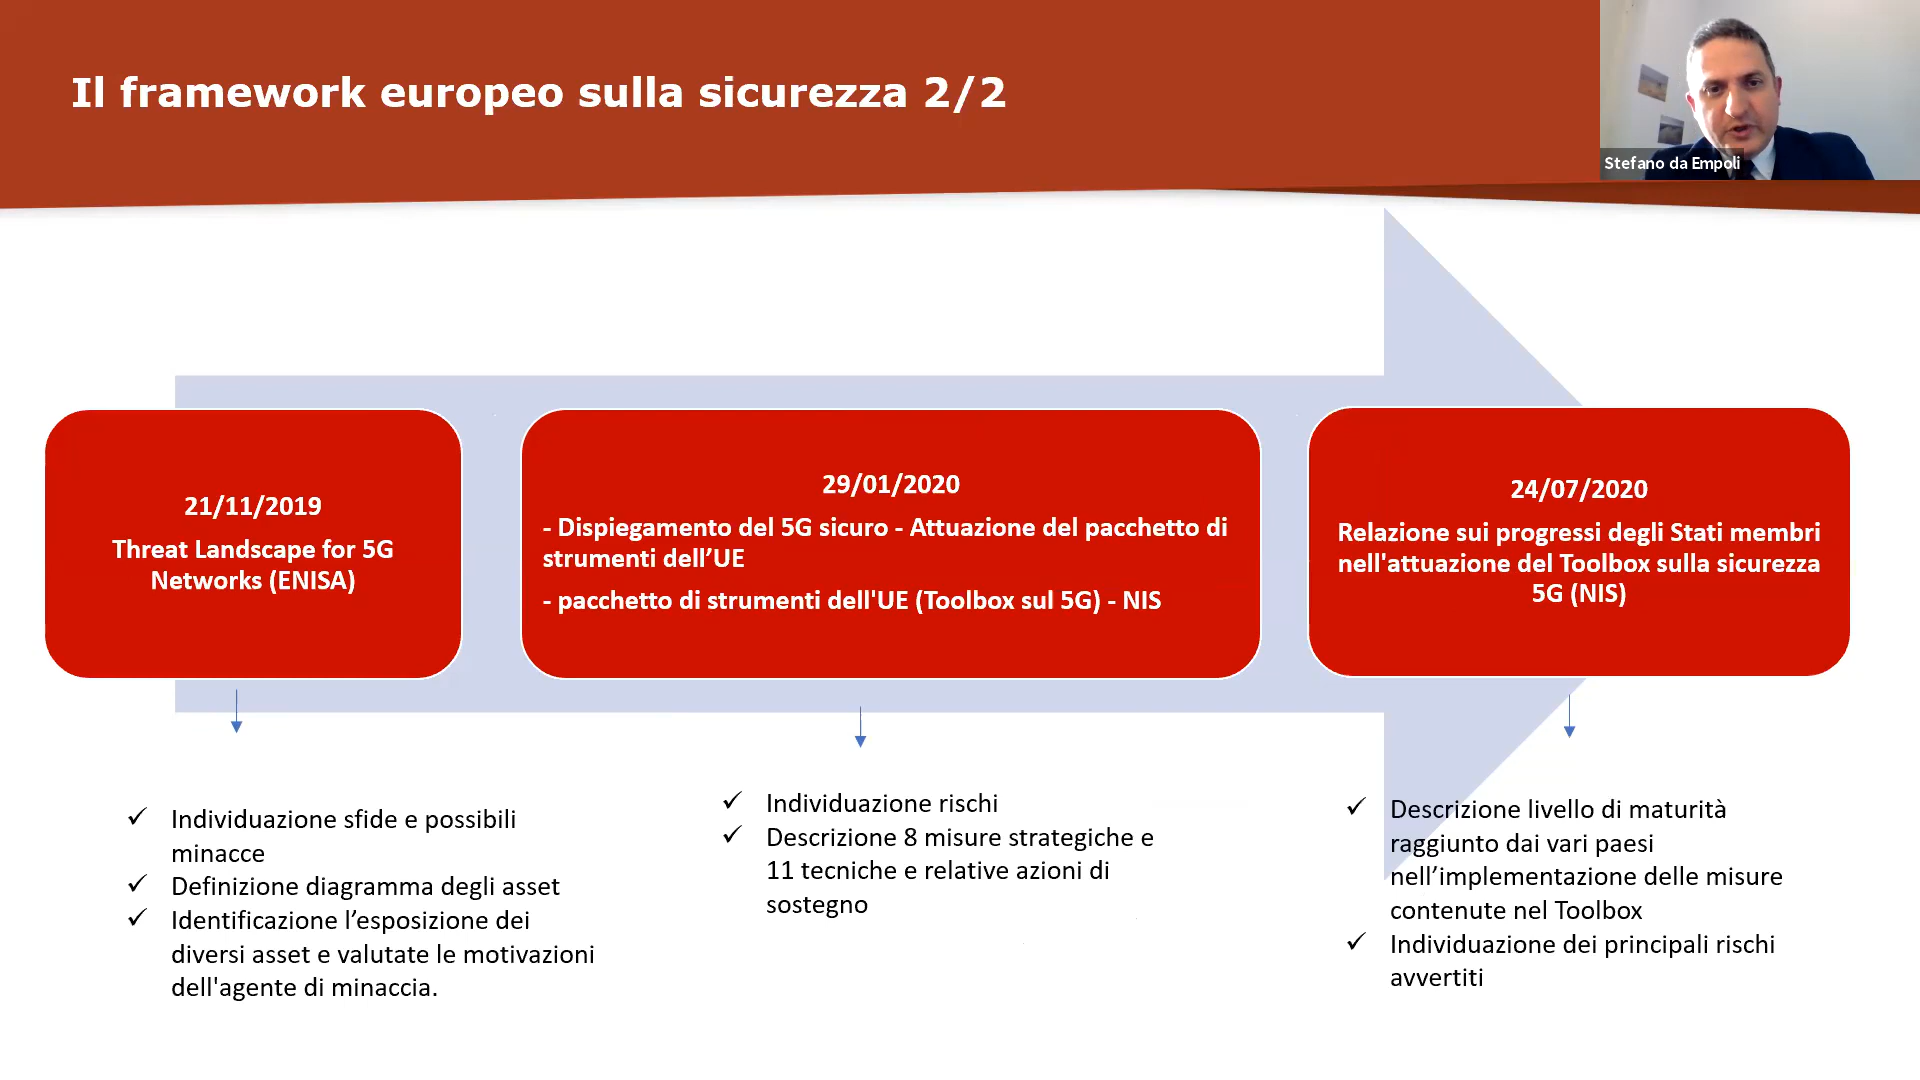 Il framework europeo sulla sicurezza 2/2
Stefano da Empoli
21/11/2019
Threat Landscape for 5G
Networks (ENISA)
29/01/2020
- Dispiegamento del 5G sicuro - Attuazione del pacchetto di
strumenti dell’UE
- pacchetto di strumenti dell'UE (Toolbox sul 5G) - NIS
24/07/2020
Relazione sui progressi degli Stati membri
nell'attuazione del Toolbox sulla sicurezza
5G (NIS)
✓ Individuazione sfide e possibili
minacce
✓ Definizione diagramma degli asset
✓ Identificazione l’esposizione dei
diversi asset e valutate le motivazioni
dell'agente di minaccia.
✓ Individuazione rischi
✓ Descrizione 8 misure strategiche e
11 tecniche e relative azioni di
sostegno
✓ Descrizione livello di maturità
raggiunto dai vari paesi
nell’implementazione delle misure
contenute nel Toolbox
✓ Individuazione dei principali rischi
avvertiti